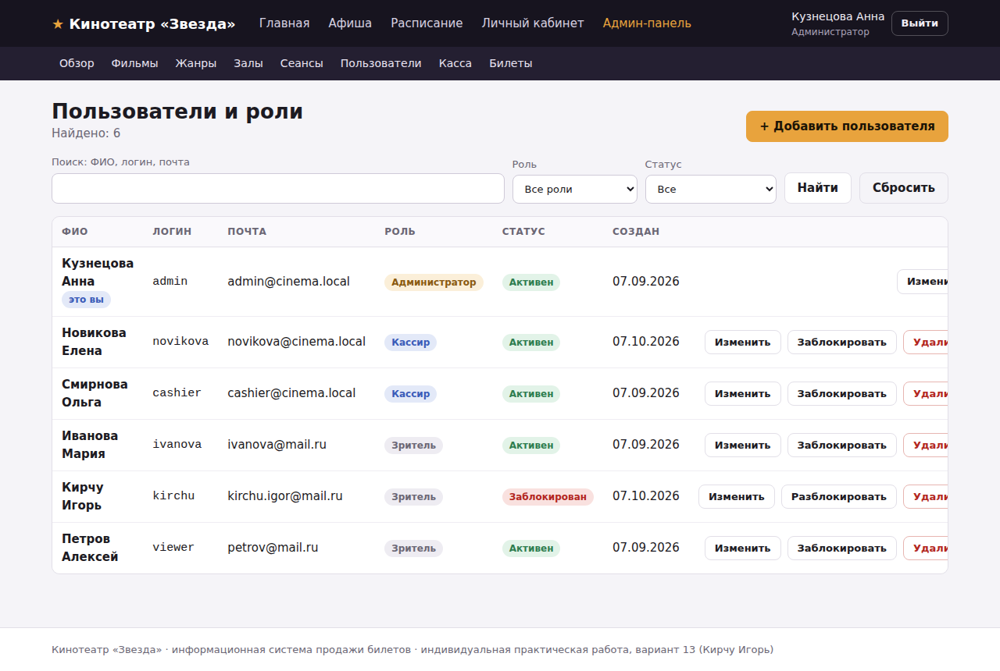 ★ Кинотеатр «Звезда» Главная Афиша Расписание Личный кабинет Админ-панель Кузнецова Анна Администратор Выйти
Обзор Фильмы Жанры Залы Сеансы Пользователи Касса Билеты
Пользователи и роли
Найдено: 6
+ Добавить пользователя
Поиск: ФИО, логин, почта Роль Статус
Все роли Все Найти Сбросить
ФИО ЛОГИН ПОЧТА РОЛЬ СТАТУС СОЗДАН
Кузнецова Анна это вы admin admin@cinema.local Администратор Активен 07.09.2026 Измени
Новикова Елена novikova novikova@cinema.local Кассир Активен 07.10.2026 Изменить Заблокировать Удали
Смирнова Ольга cashier cashier@cinema.local Кассир Активен 07.09.2026 Изменить Заблокировать Удали
Иванова Мария ivanova ivanova@mail.ru Зритель Активен 07.09.2026 Изменить Заблокировать Удали
Кирчу Игорь kirchu kirchu.igor@mail.ru Зритель Заблокирован 07.10.2026 Изменить Разблокировать Удали
Петров Алексей viewer petrov@mail.ru Зритель Активен 07.09.2026 Изменить Заблокировать Удали
Кинотеатр «Звезда» · информационная система продажи билетов · индивидуальная практическая работа, вариант 13 (Кирчу Игорь)